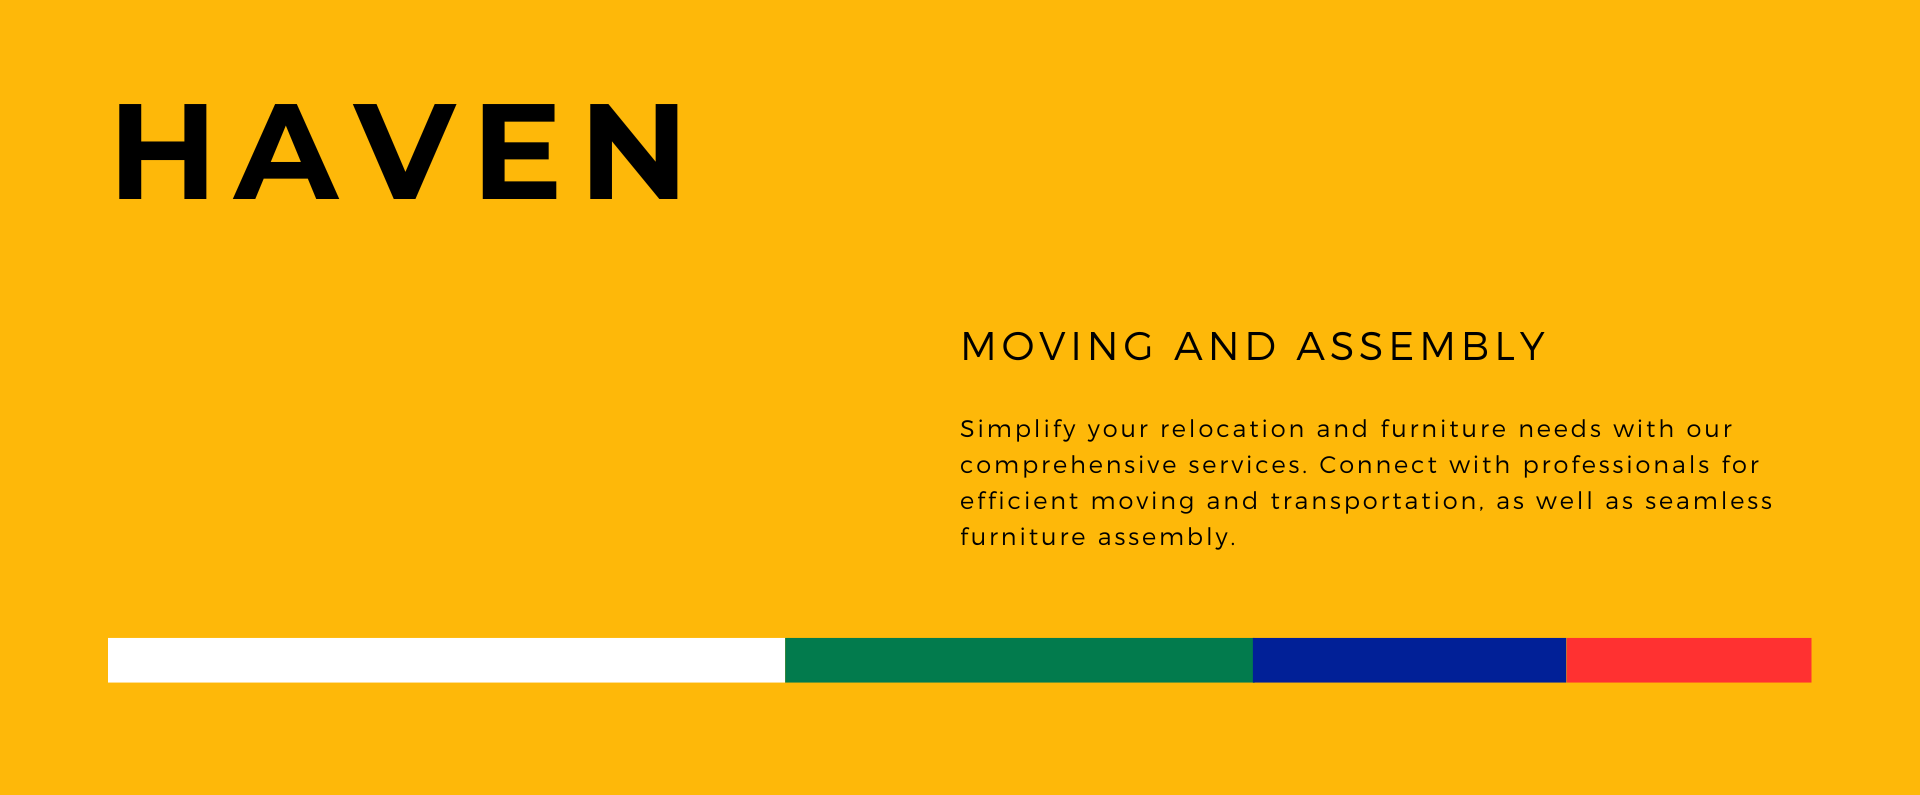 HAVEN
MOVING AND ASSEMBLY
Simplify your relocation and furniture needs with our
comprehensive services. Connect with professionals for
efficient moving and transportation, as well as seamless
furniture assembly.